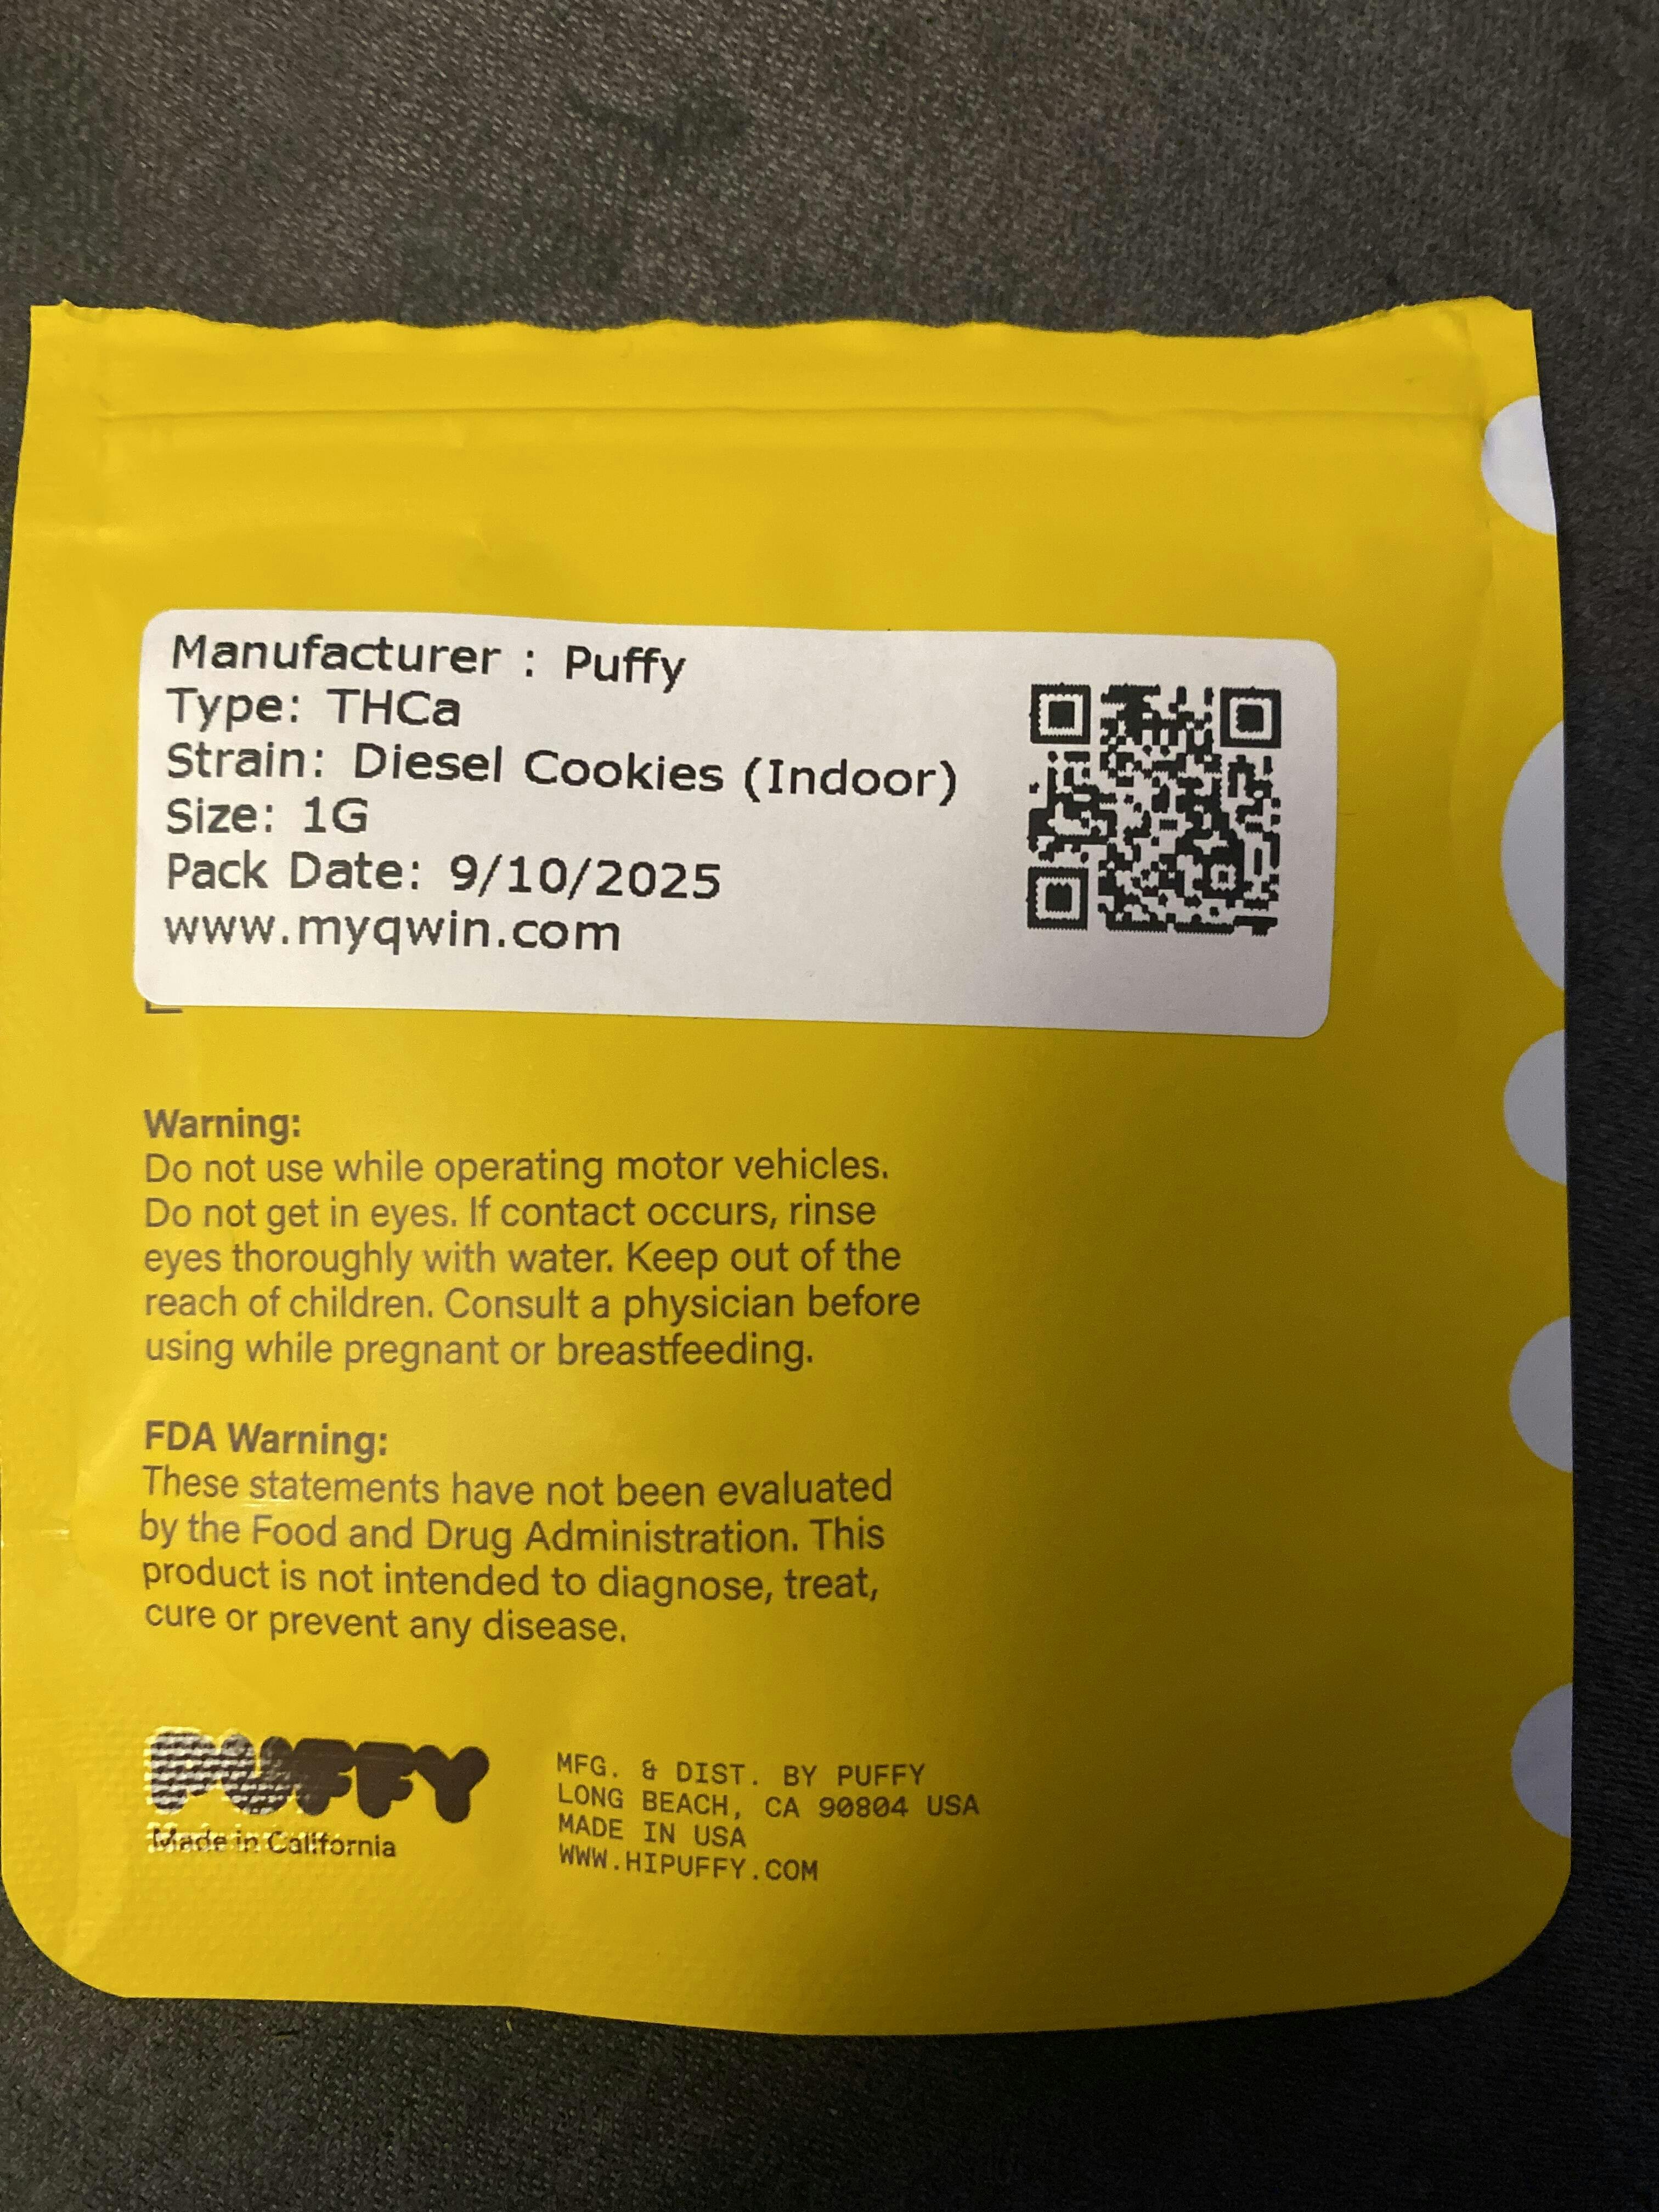 Manufacturer : Puffy
Type: THCa
Strain: Diesel Cookies (Indoor)
Size: 1G
Pack Date: 9/10/2025
www.myqwin.com
Warning:
Do not use while operating motor vehicles.
Do not get in eyes. If contact occurs, rinse
eyes thoroughly with water. Keep out of the
reach of children. Consult a physician before
using while pregnant or breastfeeding.
FDA Warning:
These statements have not been evaluated
by the Food and Drug Administration. This
product is not intended to diagnose, treat,
cure or prevent any disease.
PUFFY
Made in California
MFG. & DIST. BY PUFFY
LONG BEACH, CA 90804 USA
MADE IN USA
WWW.HIPUFFY.COM